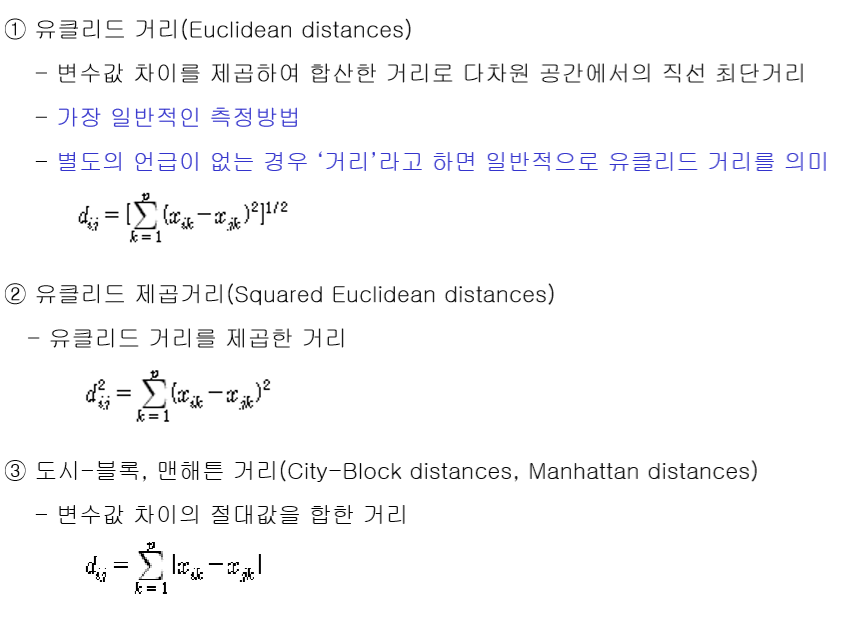 ① 유클리드 거리(Euclidean distances)
- 변수값 차이를 제곱하여 합산한 거리로 다차원 공간에서의 직선 최단거리
- 가장 일반적인 측정방법
- 별도의 언급이 없는 경우 ‘거리’라고 하면 일반적으로 유클리드 거리를 의미
d_{ij} = [\sum_{k=1}^{p} (x_{ik} - x_{jk})^2]^{1/2}
② 유클리드 제곱거리(Squared Euclidean distances)
- 유클리드 거리를 제곱한 거리
d_{ij}^2 = \sum_{k=1}^{p} (x_{ik} - x_{jk})^2
③ 도시-블록, 맨해튼 거리(City-Block distances, Manhattan distances)
- 변수값 차이의 절대값을 합한 거리
d_{ij} = \sum_{k=1}^{p} |x_{ik} - x_{jk}|